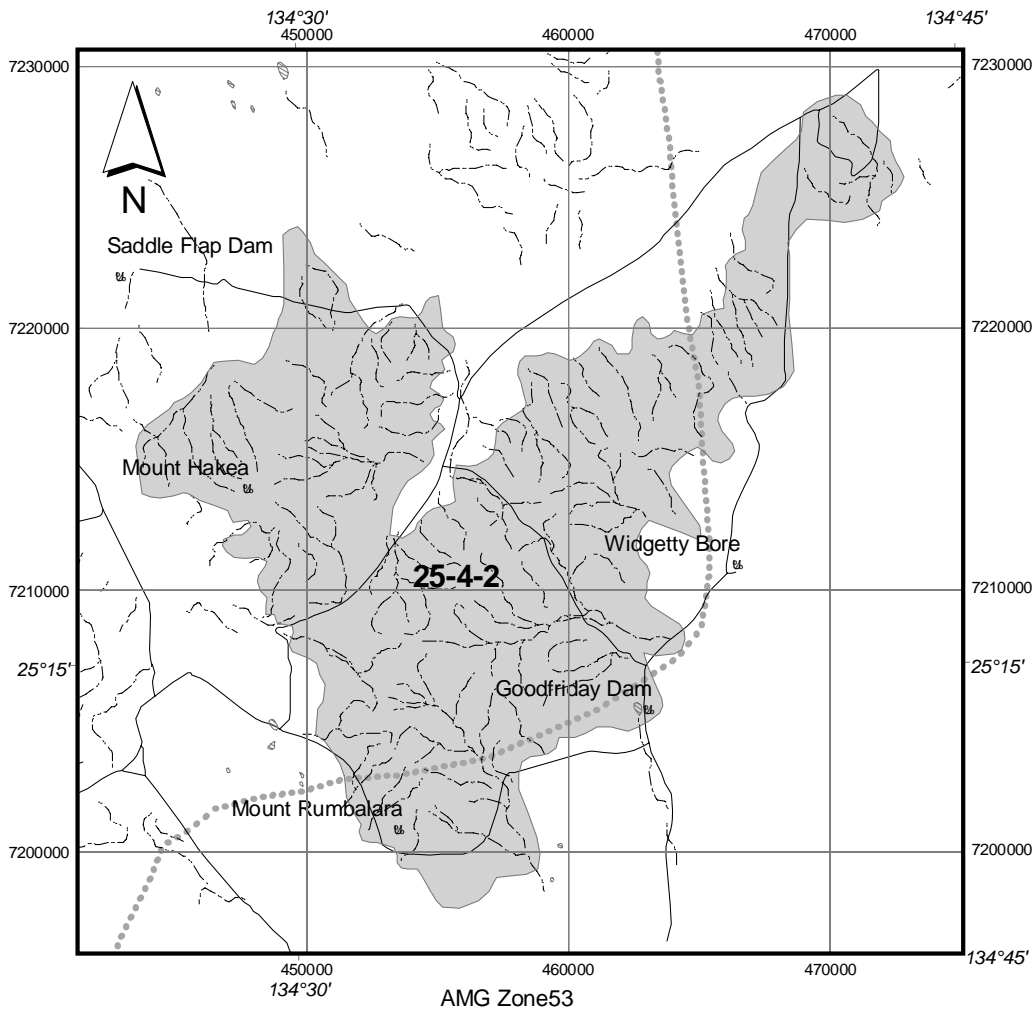 134°30' 134°45'
450000 460000 470000
7230000 7230000
N
Saddle Flap Dam
7220000 7220000
Mount Hakea
Widgetty Bore
25-4-2
7210000 7210000
25°15' 25°15'
Goodfriday Dam
Mount Rumbalara
7200000 7200000
134°45'
450000 460000 470000
134°30'
AMG Zone53